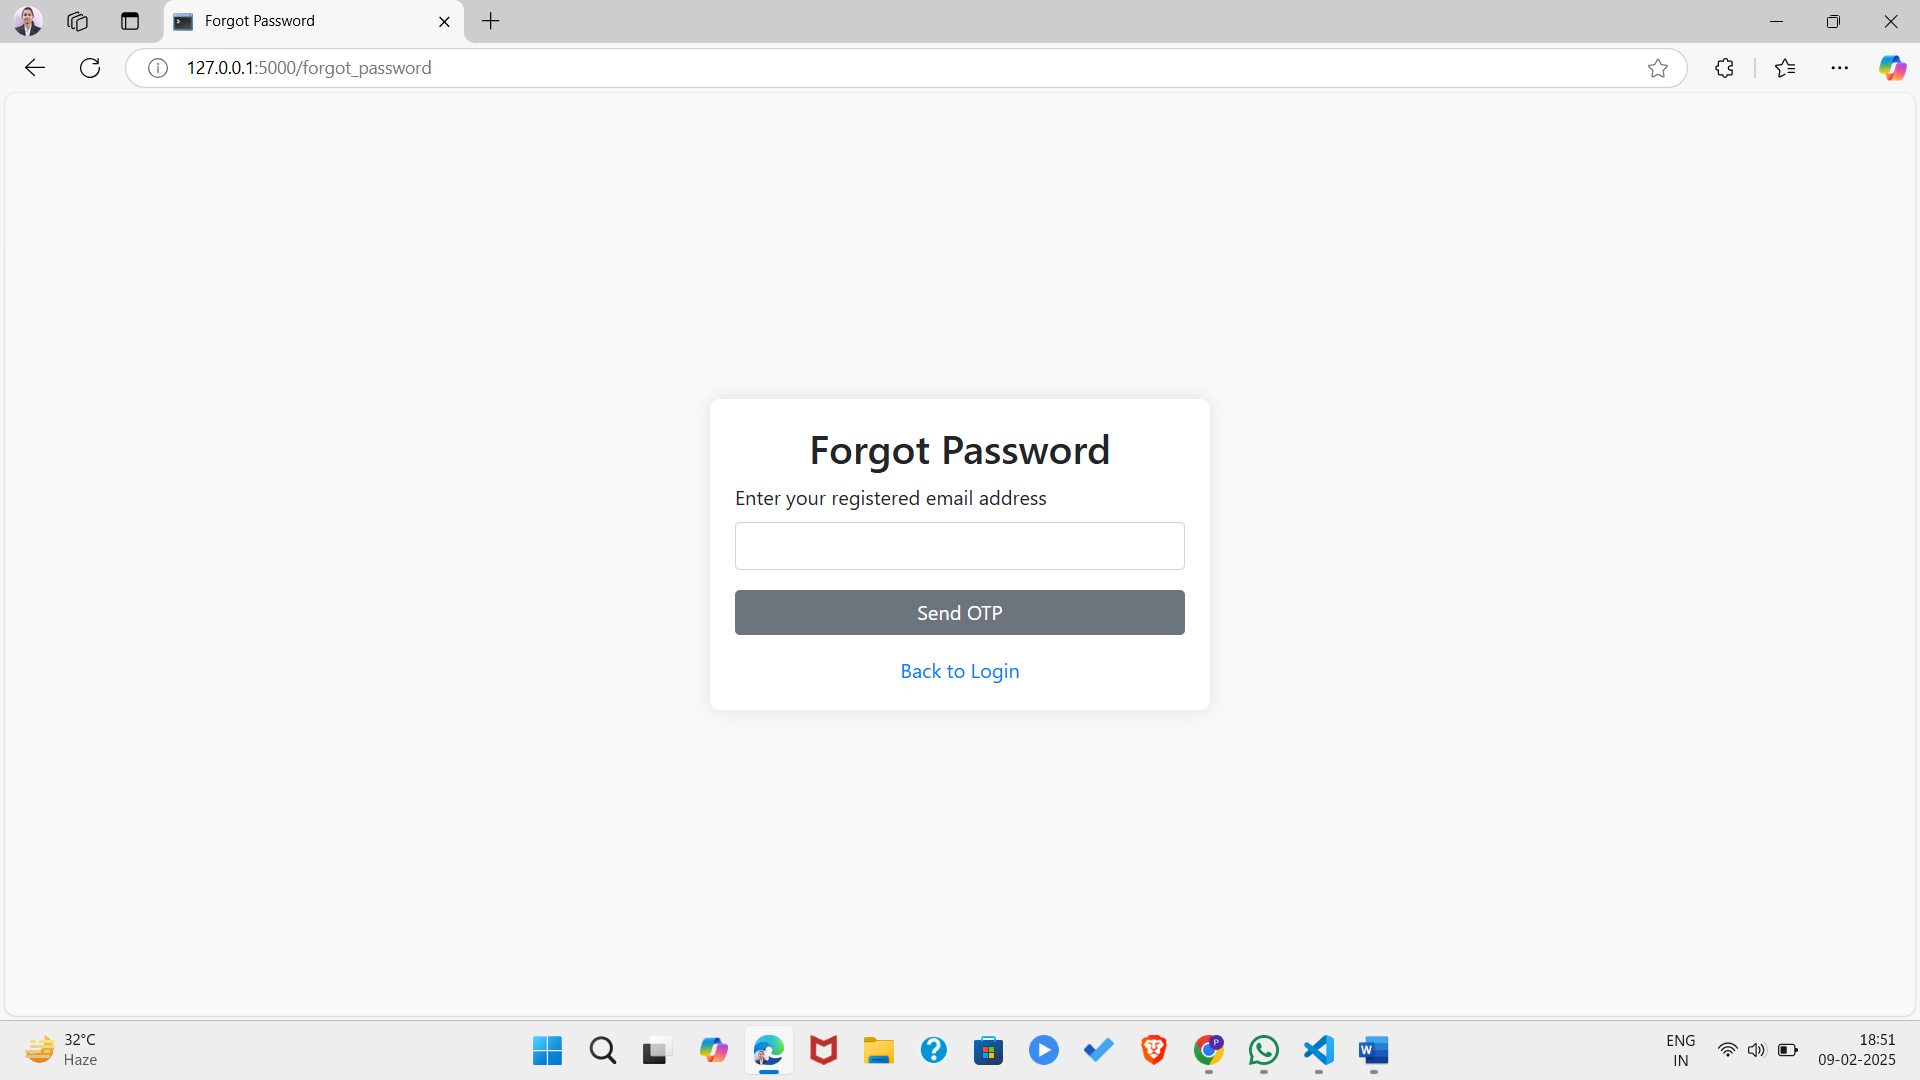 Forgot Password
127.0.0.1:5000/forgot_password
Forgot Password
Enter your registered email address
Send OTP
Back to Login
32°C
Haze
P
W
ENG
IN
18:51
09-02-2025